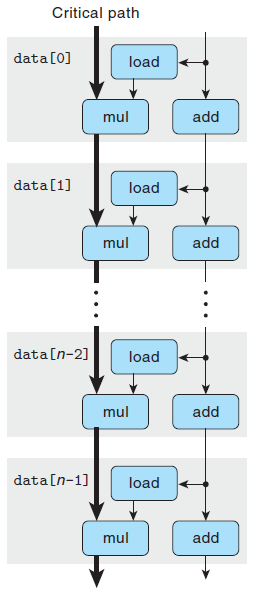 Critical path
data[0]
load
mul
add
data[1]
load
mul
add
data[n-2]
load
mul
add
data[n-1]
load
mul
add